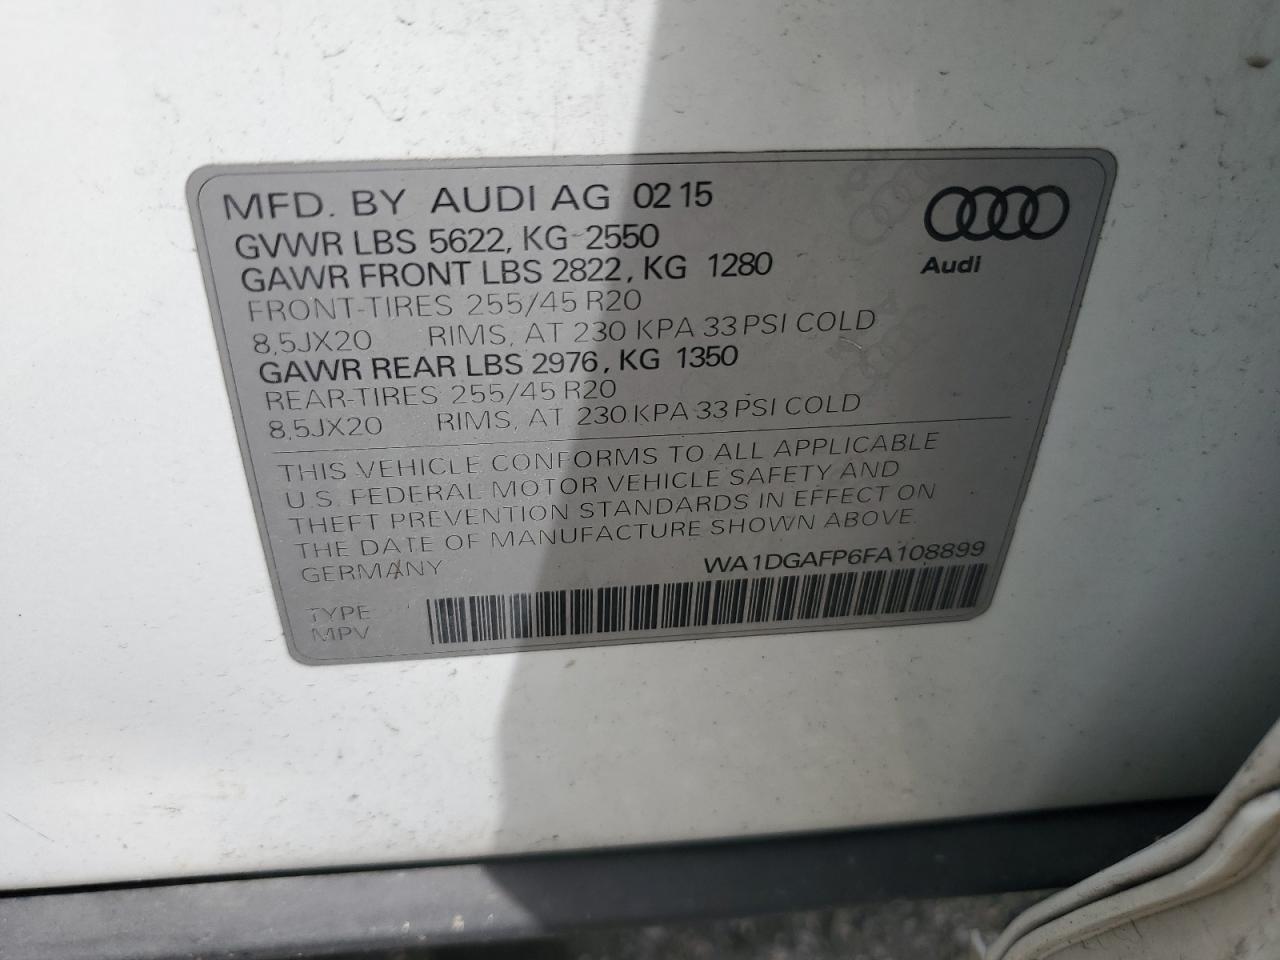 MFD. BY AUDI AG 02 15
GVWR LBS 5622, KG 2550
GAWR FRONT LBS 2822, KG 1280
FRONT-TIRES 255/45 R20
8,5JX20 RIMS, AT 230 KPA 33 PSI COLD
GAWR REAR LBS 2976, KG 1350
REAR-TIRES 255/45 R20
8,5JX20 RIMS, AT 230 KPA 33 PSI COLD
Audi
THIS VEHICLE CONFORMS TO ALL APPLICABLE
U.S. FEDERAL MOTOR VEHICLE SAFETY AND
THEFT PREVENTION STANDARDS IN EFFECT ON
THE DATE OF MANUFACTURE SHOWN ABOVE.
GERMANY WA1DGAFP6FA108899
TYPE
MPV